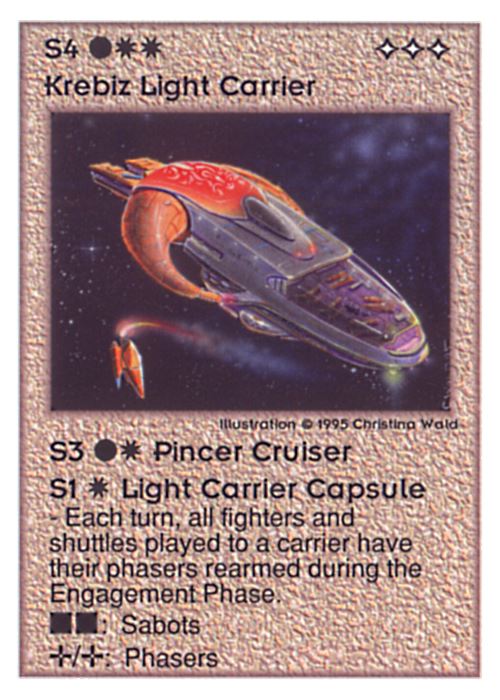 S4 ●✷✷ ✧✧✧
Krebiz Light Carrier
Illustration © 1995 Christina Wald
S3 ●✷ Pincer Cruiser
S1 ✷ Light Carrier Capsule
- Each turn, all fighters and
shuttles played to a carrier have
their phasers rearmed during the
Engagement Phase.
■■: Sabots
✛/✛: Phasers